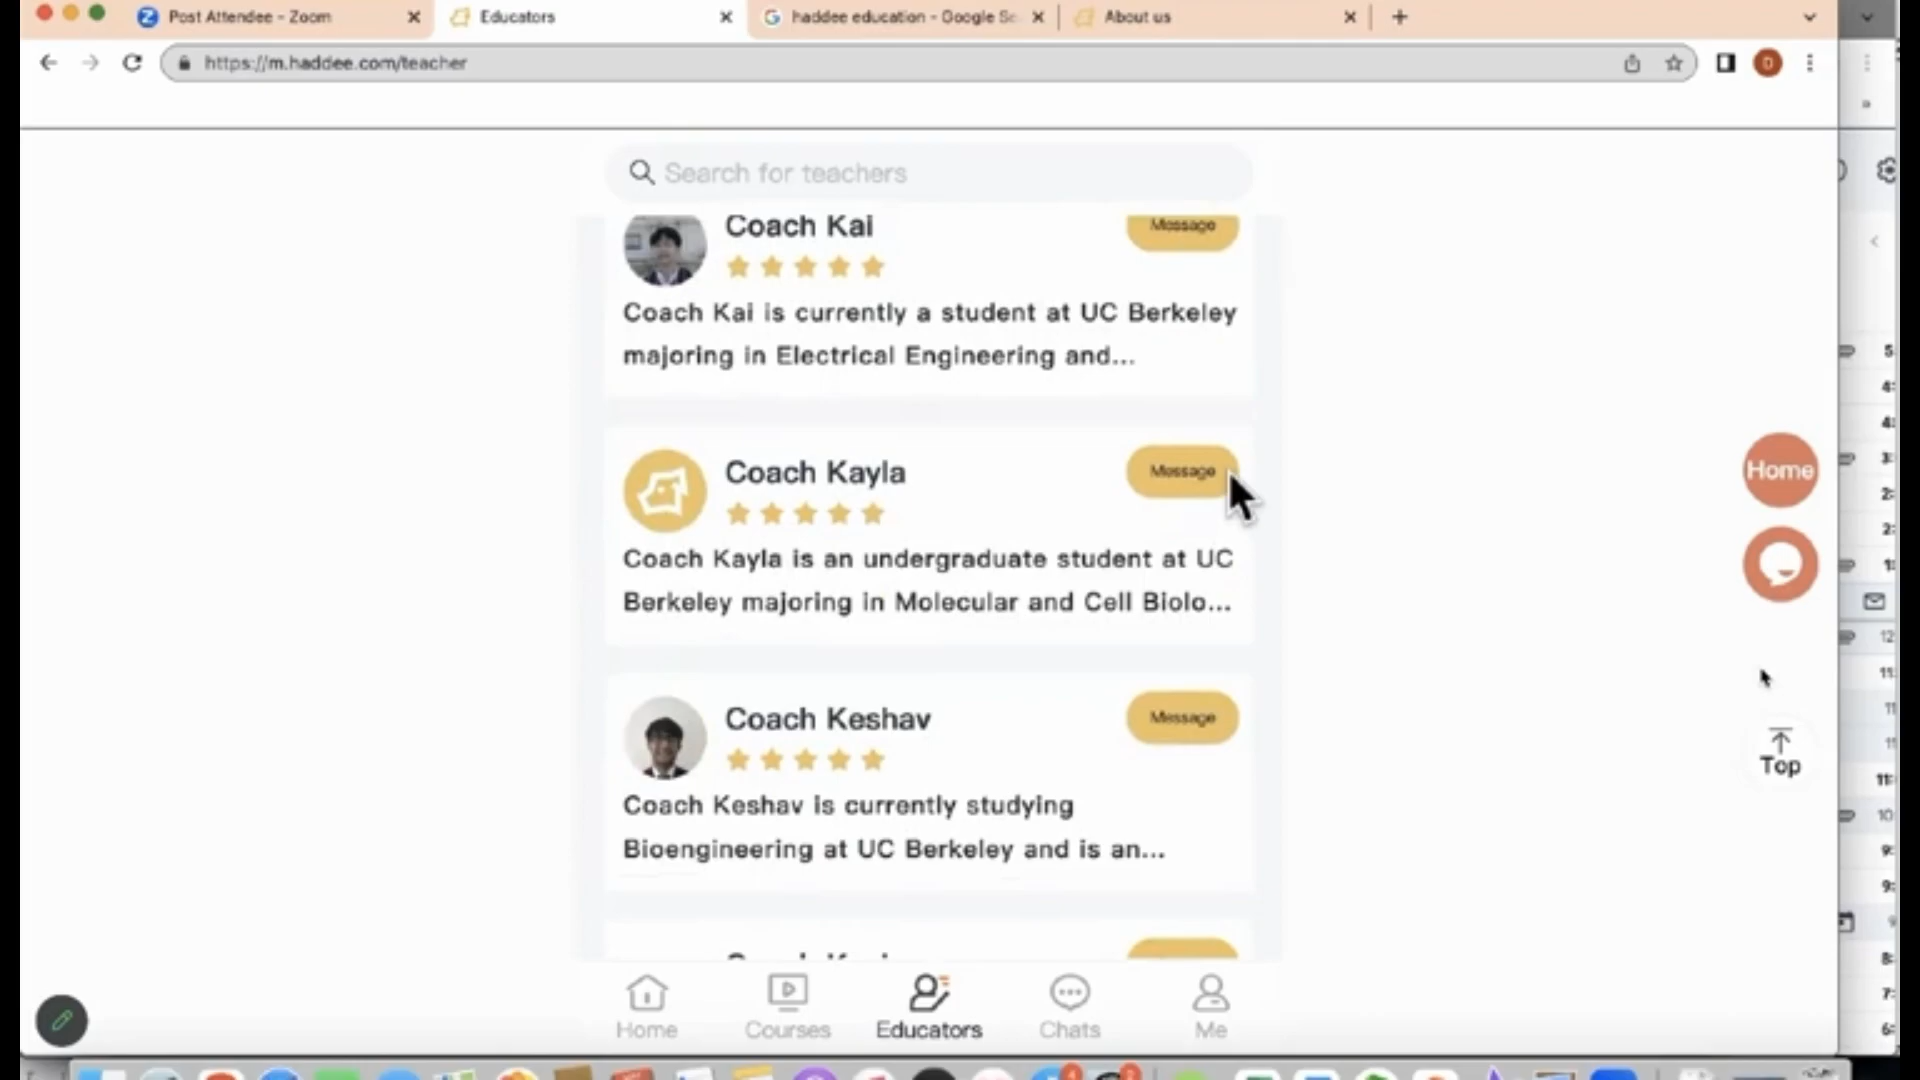 Post Attendee - Zoom
Educators
haddee education - Google Se
About us
https://m.haddee.com/teacher
D
Search for teachers
Coach Kai
Message
Coach Kai is currently a student at UC Berkeley
majoring in Electrical Engineering and...
Coach Kayla
Message
Coach Kayla is an undergraduate student at UC
Berkeley majoring in Molecular and Cell Biolo...
Coach Keshav
Message
Coach Keshav is currently studying
Bioengineering at UC Berkeley and is an...
Home
Top
Home
Courses
Educators
Chats
Me